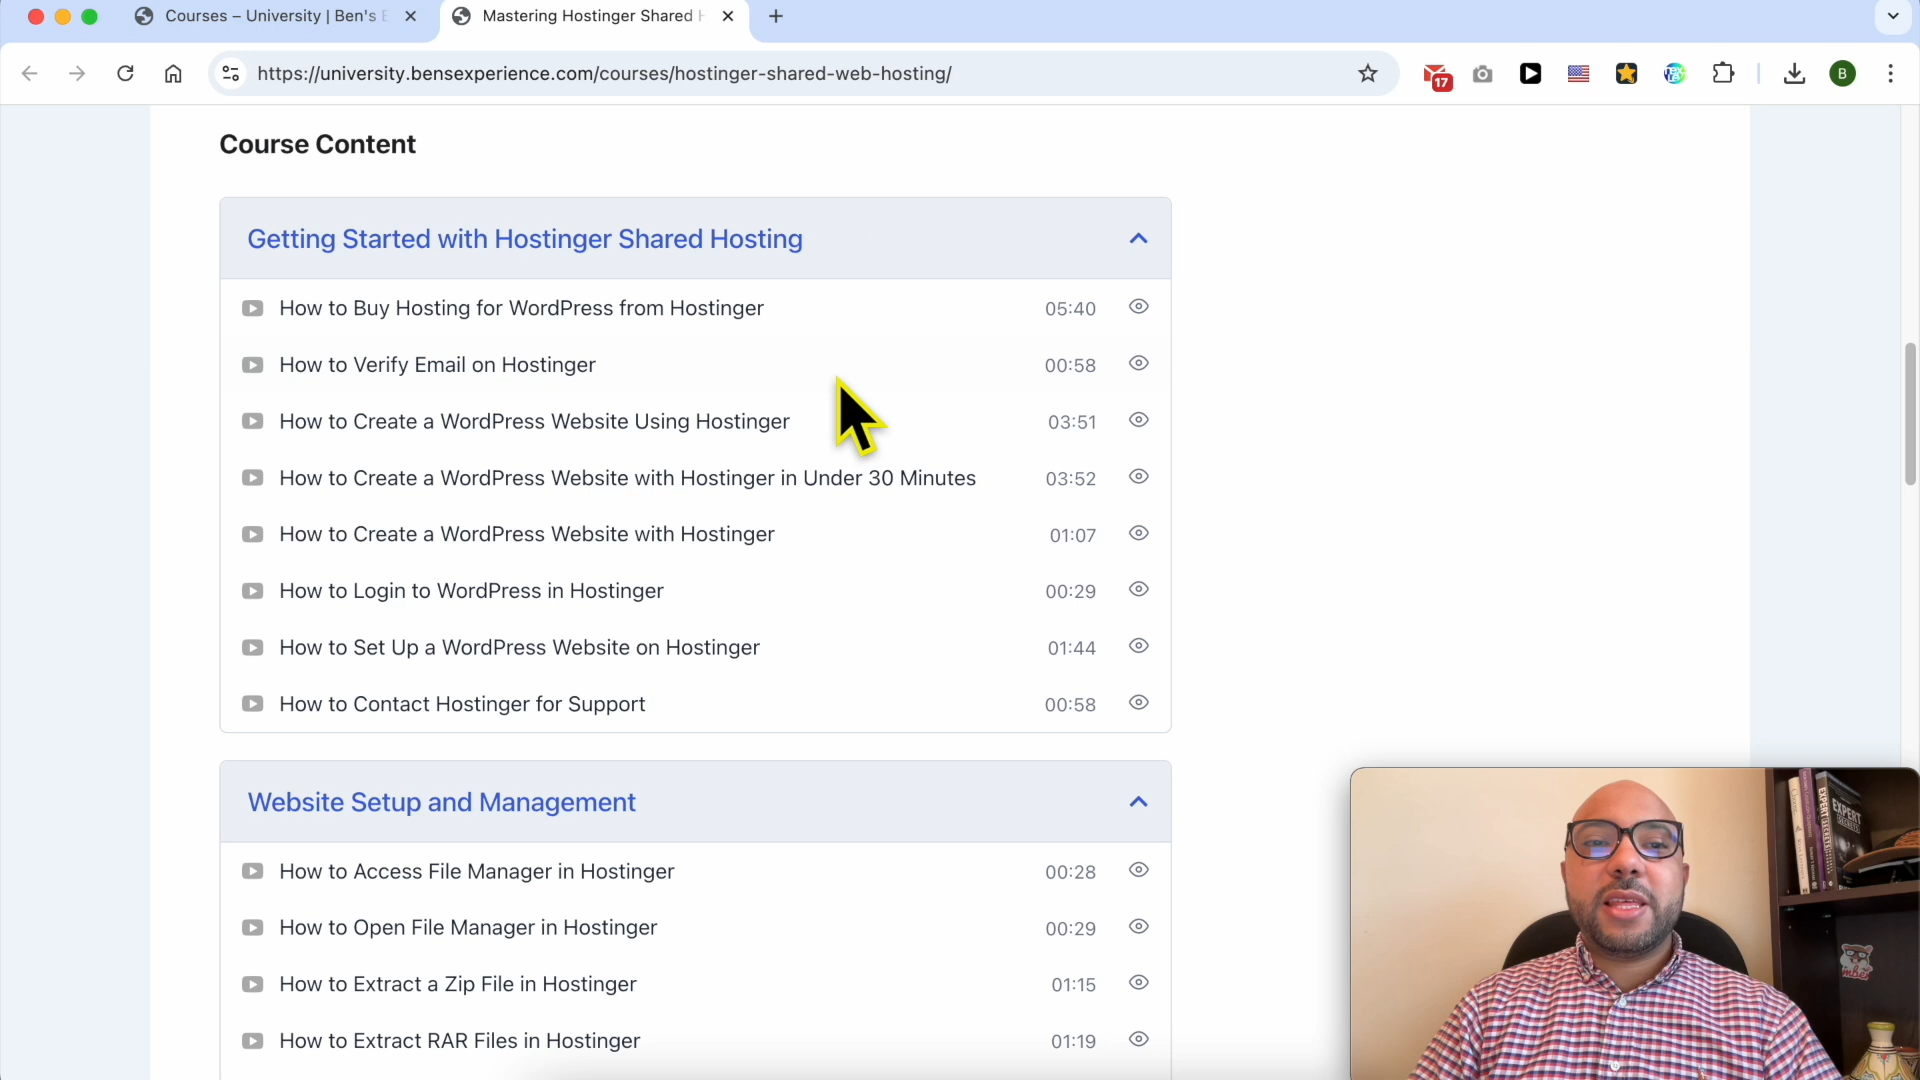 Courses – University | Ben's
Mastering Hostinger Shared
https://university.bensexperience.com/courses/hostinger-shared-web-hosting/
17
B
Course Content
Getting Started with Hostinger Shared Hosting
How to Buy Hosting for WordPress from Hostinger 05:40
How to Verify Email on Hostinger 00:58
How to Create a WordPress Website Using Hostinger 03:51
How to Create a WordPress Website with Hostinger in Under 30 Minutes 03:52
How to Create a WordPress Website with Hostinger 01:07
How to Login to WordPress in Hostinger 00:29
How to Set Up a WordPress Website on Hostinger 01:44
How to Contact Hostinger for Support 00:58
Website Setup and Management
How to Access File Manager in Hostinger 00:28
How to Open File Manager in Hostinger 00:29
How to Extract a Zip File in Hostinger 01:15
How to Extract RAR Files in Hostinger 01:19
EXPERT
EXPERT
SECRETS